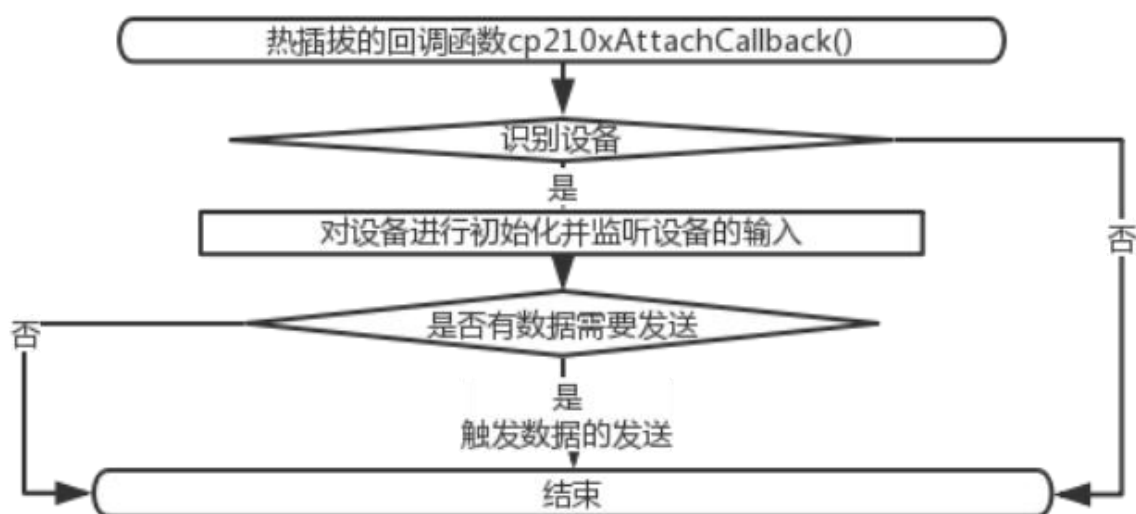 热插拔的回调函数cp210xAttachCallback()
识别设备
是
对设备进行初始化并监听设备的输入
否
是否有数据需要发送
否
是
触发数据的发送
结束